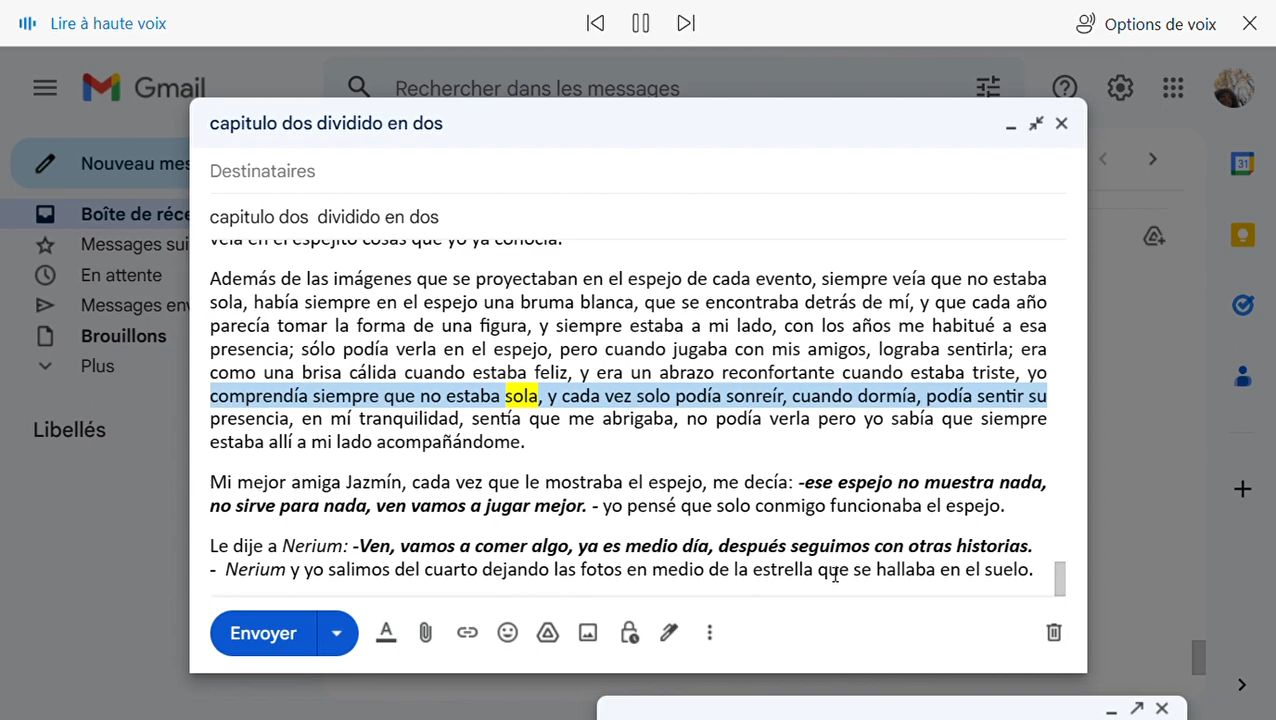 Lire à haute voix
Options de voix
Gmail
Rechercher dans les messages
capitulo dos dividido en dos
Nouveau mes
Destinataires
Boîte de réce
capitulo dos dividido en dos
Messages sui
veía en el espejito cosas que yo ya conocía.
En attente
Además de las imágenes que se proyectaban en el espejo de cada evento, siempre veía que no estaba
sola, había siempre en el espejo una bruma blanca, que se encontraba detrás de mí, y que cada año
Messages env
parecía tomar la forma de una figura, y siempre estaba a mi lado, con los años me habitué a esa
Brouillons
presencia; sólo podía verla en el espejo, pero cuando jugaba con mis amigos, lograba sentirla; era
Plus
como una brisa cálida cuando estaba feliz, y era un abrazo reconfortante cuando estaba triste, yo
comprendía siempre que no estaba sola, y cada vez solo podía sonreír, cuando dormía, podía sentir su
presencia, en mí tranquilidad, sentía que me abrigaba, no podía verla pero yo sabía que siempre
Libellés
estaba allí a mi lado acompañándome.
Mi mejor amiga Jazmín, cada vez que le mostraba el espejo, me decía: -ese espejo no muestra nada,
no sirve para nada, ven vamos a jugar mejor. - yo pensé que solo conmigo funcionaba el espejo.
Le dije a Nerium: -Ven, vamos a comer algo, ya es medio día, después seguimos con otras historias.
- Nerium y yo salimos del cuarto dejando las fotos en medio de la estrella que se hallaba en el suelo.
Envoyer
31